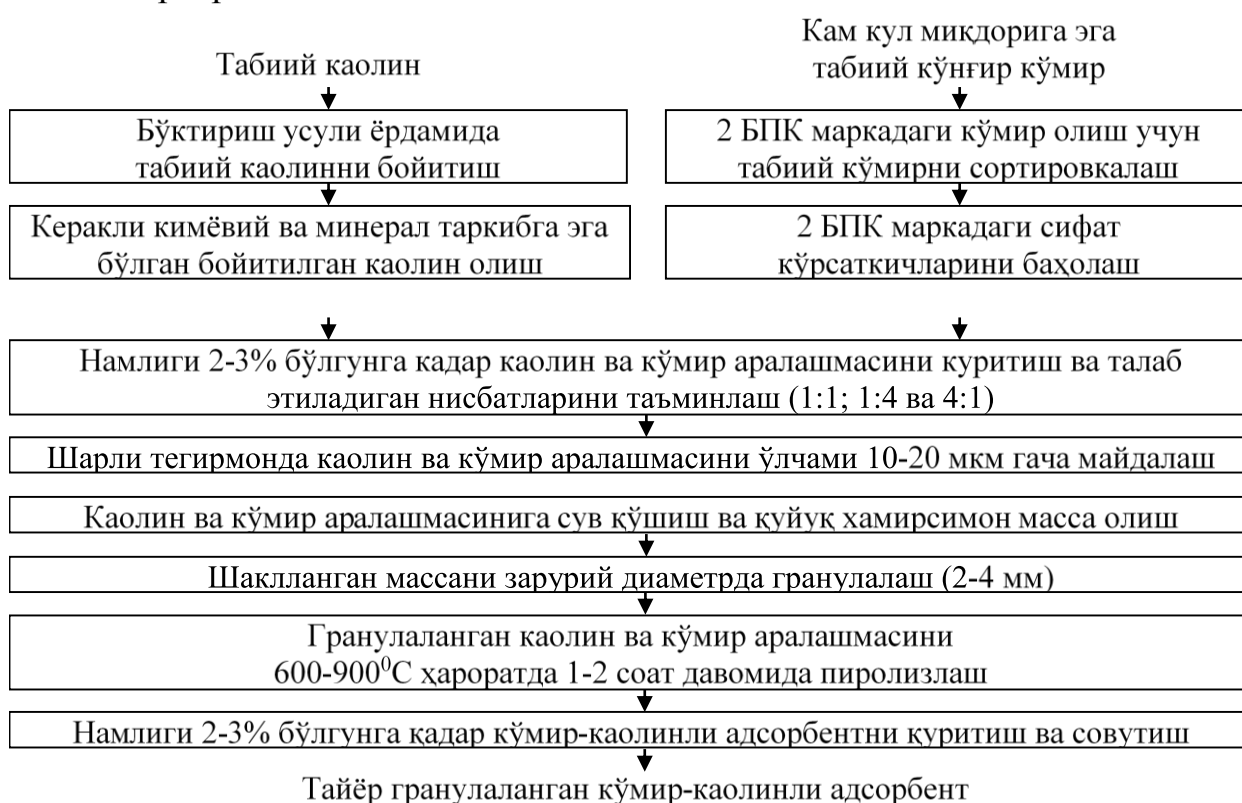 Табиий каолин
Кам кул миқдорига эга
табиий кўнғир кўмир
Бўктириш усули ёрдамида
табиий каолинни бойитиш
2 БПК маркадаги кўмир олиш учун
табиий кўмирни сортировкалаш
Керакли кимёвий ва минерал таркибга эга
бўлган бойитилган каолин олиш
2 БПК маркадаги сифат
кўрсаткичларини баҳолаш
Намлиги 2-3% бўлгунга кадар каолин ва кўмир аралашмасини куритиш ва талаб
этиладиган нисбатларини таъминлаш (1:1; 1:4 ва 4:1)
Шарли тегирмонда каолин ва кўмир аралашмасини ўлчами 10-20 мкм гача майдалаш
Каолин ва кўмир аралашмасинига сув қўшиш ва қуйуқ хамирсимон масса олиш
Шаклланган массани зарурий диаметрда гранулалаш (2-4 мм)
Гранулаланган каолин ва кўмир аралашмасини
600-900⁰С ҳароратда 1-2 соат давомида пиролизлаш
Намлиги 2-3% бўлгунга қадар кўмир-каолинли адсорбентни қуритиш ва совутиш
Тайёр гранулаланган кўмир-каолинли адсорбент